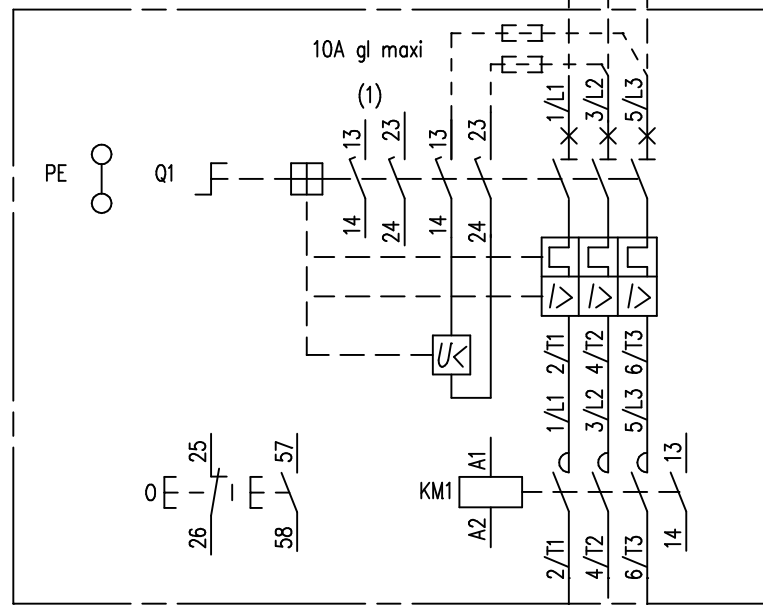 10A gl maxi
(1)
1/L1 3/L2 5/L3
13 23 13 23
PE Q1
14 24 14 24
I> I> I>
U<
2/T1 4/T2 6/T3
1/L1 3/L2 5/L3
25 57 A1 13
O I KM1
26 58 A2 14
2/T1 4/T2 6/T3